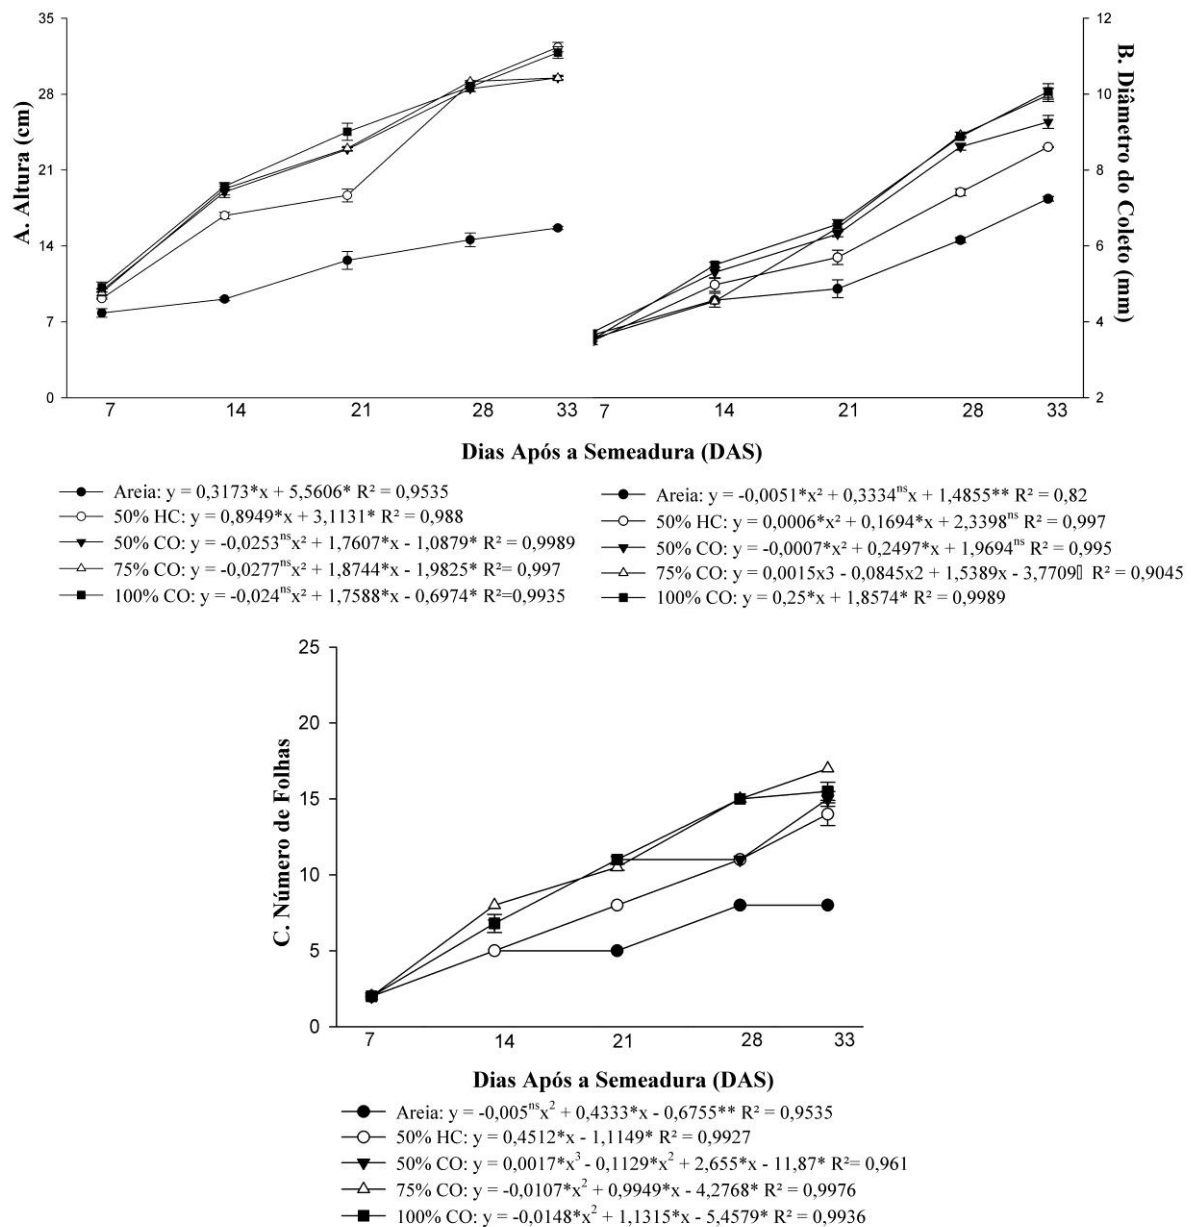 35
28
21
14
7
0
A. Altura (cm)
7 14 21 28 33
12
10
8
6
4
2
B. Diâmetro do Coleto (mm)
7 14 21 28 33
Dias Após a Semeadura (DAS)
Areia: y = 0,3173*x + 5,5606* R² = 0,9535
50% HC: y = 0,8949*x + 3,1131* R² = 0,988
50% CO: y = -0,0253ⁿˢx² + 1,7607*x - 1,0879* R² = 0,9989
75% CO: y = -0,0277ⁿˢx² + 1,8744*x - 1,9825* R²= 0,997
100% CO: y = -0,024ⁿˢx² + 1,7588*x - 0,6974* R²=0,9935
Areia: y = -0,0051*x² + 0,3334ⁿˢx + 1,4855** R² = 0,82
50% HC: y = 0,0006*x² + 0,1694*x + 2,3398ⁿˢ R² = 0,997
50% CO: y = -0,0007*x² + 0,2497*x + 1,9694ⁿˢ R² = 0,995
75% CO: y = 0,0015x3 - 0,0845x2 + 1,5389x - 3,7709 R² = 0,9045
100% CO: y = 0,25*x + 1,8574* R² = 0,9989
25
20
15
10
5
0
C. Número de Folhas
7 14 21 28 33
Dias Após a Semeadura (DAS)
Areia: y = -0,005ⁿˢx² + 0,4333*x - 0,6755** R² = 0,9535
50% HC: y = 0,4512*x - 1,1149* R² = 0,9927
50% CO: y = 0,0017*x³ - 0,1129*x² + 2,655*x - 11,87* R²= 0,961
75% CO: y = -0,0107*x² + 0,9949*x - 4,2768* R² = 0,9976
100% CO: y = -0,0148*x² + 1,1315*x - 5,4579* R² = 0,9936